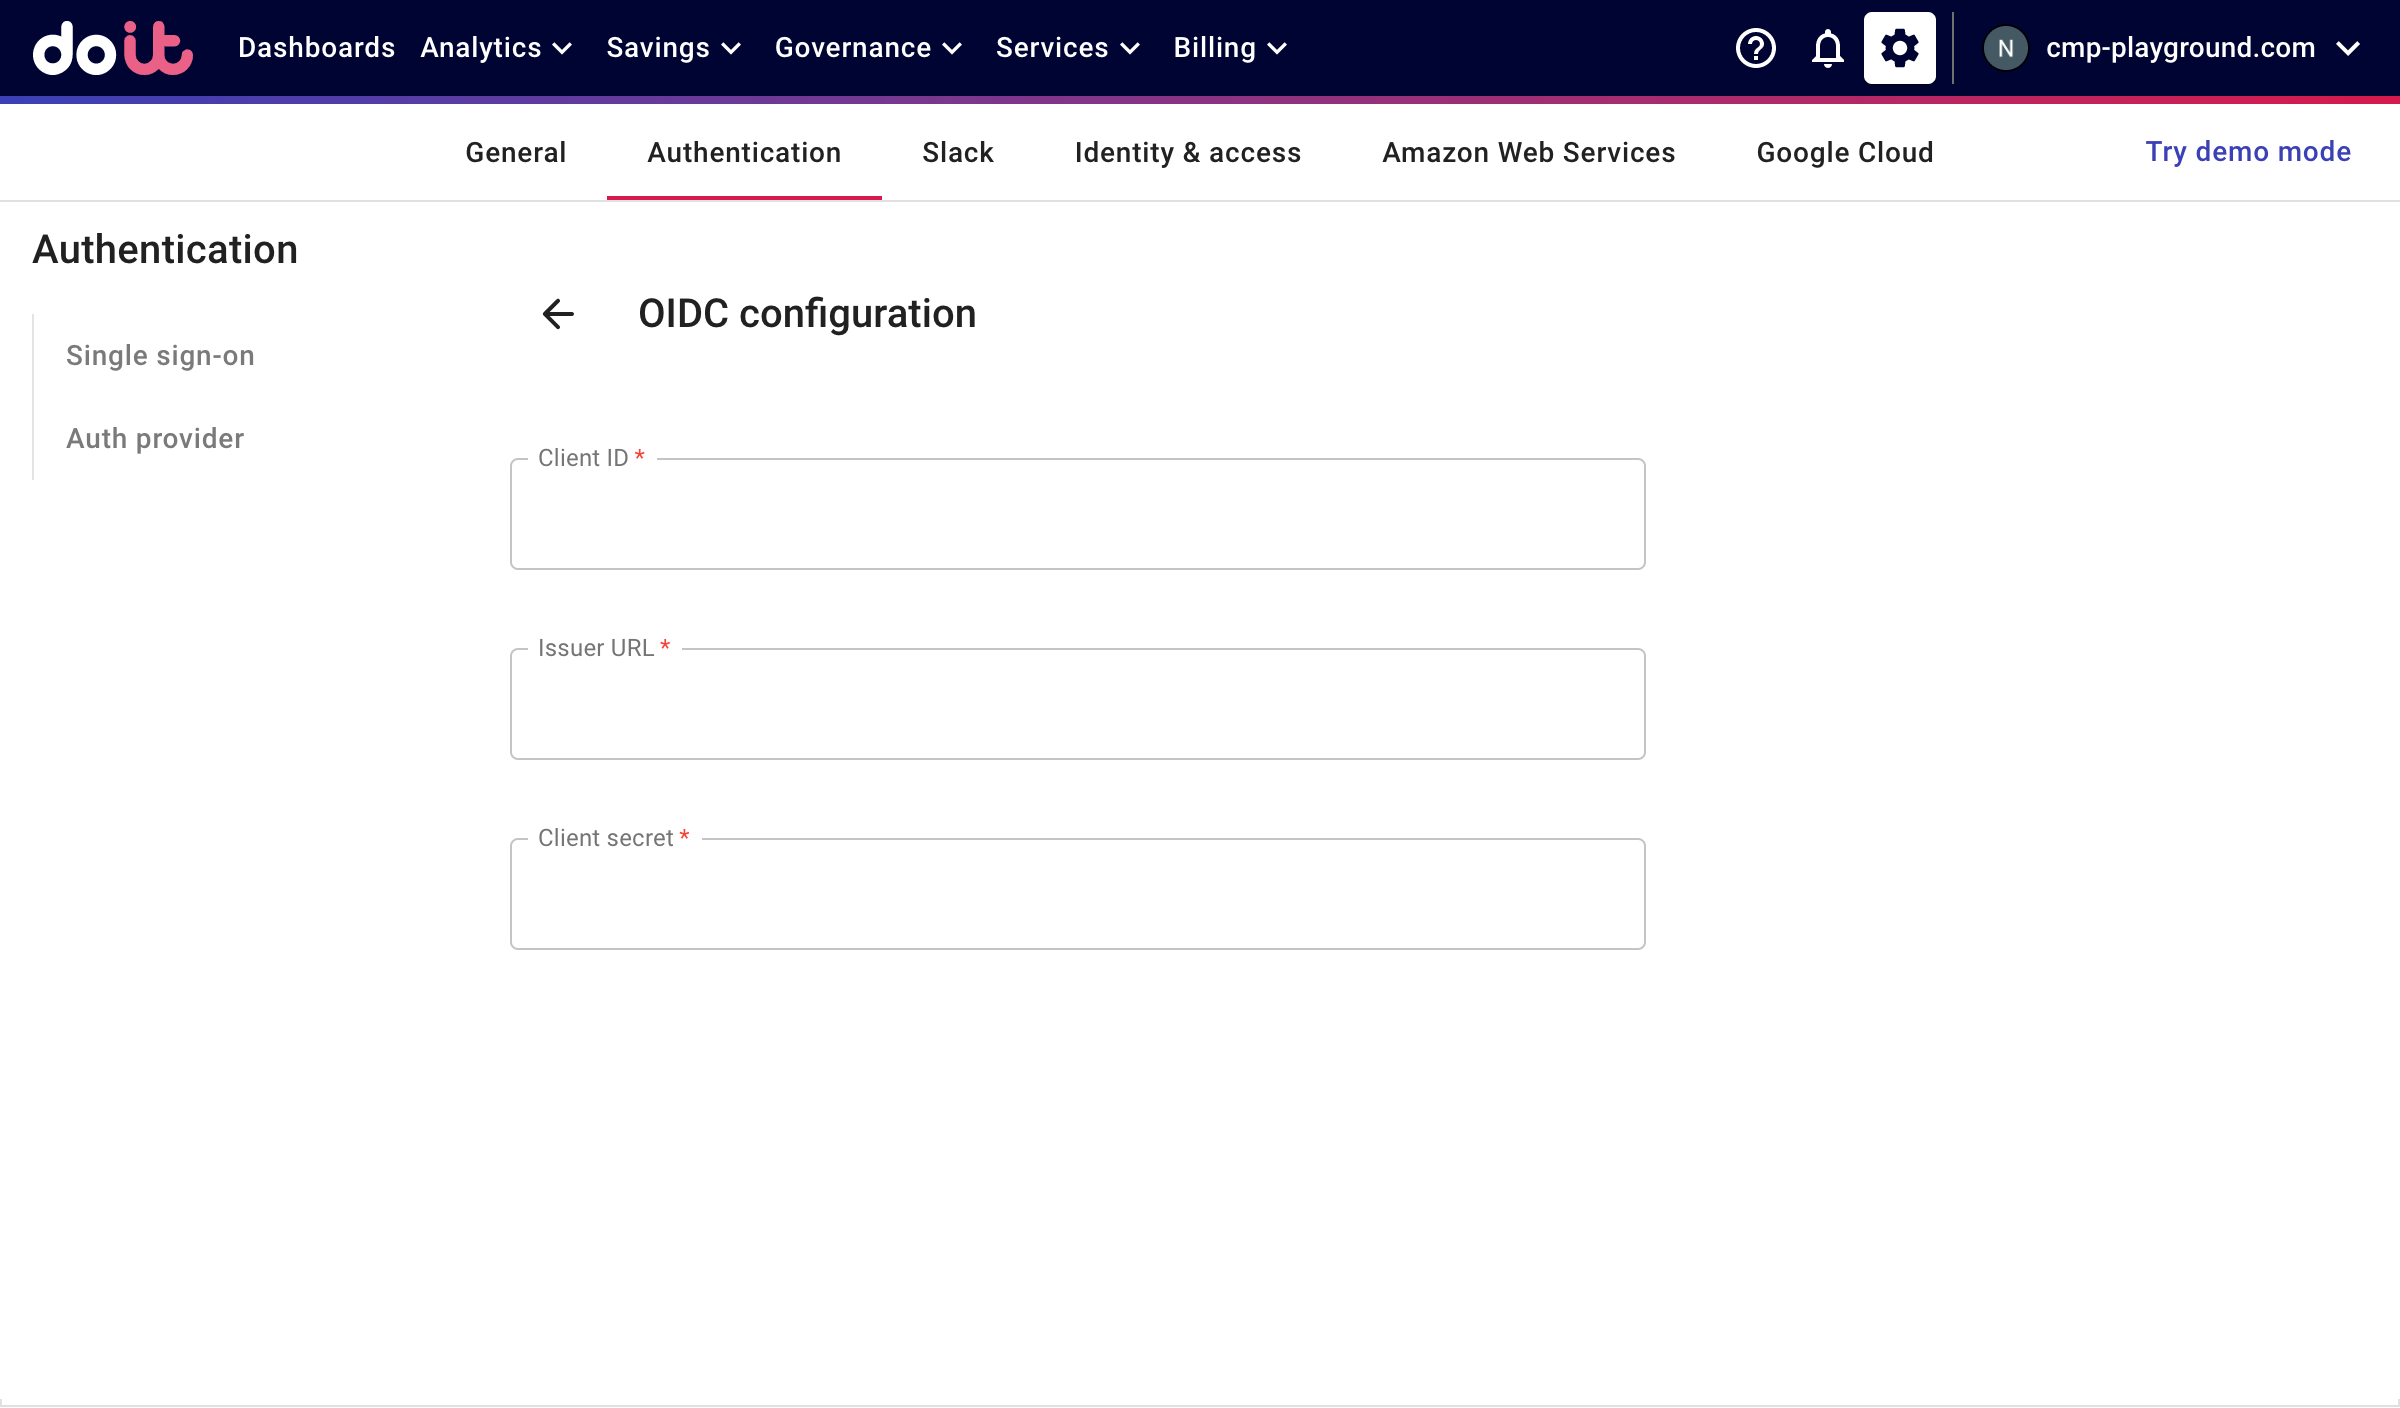 doit Dashboards Analytics Savings Governance Services Billing N cmp-playground.com
General Authentication Slack Identity & access Amazon Web Services Google Cloud Try demo mode
Authentication
OIDC configuration
Single sign-on
Auth provider
Client ID *
Issuer URL *
Client secret *